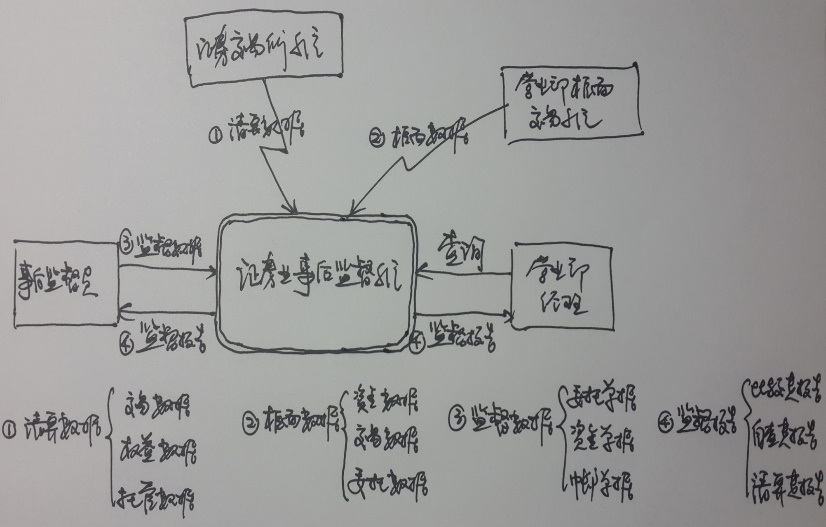 证券交易所系统
营业部柜面
交易系统
①清算数据
②柜面数据
③监督数据
查询
事后监督员
证券业事后监督系统
营业部
经理
④监督报告
④监督报告
①清算数据
交易数据
权益数据
托管数据
②柜面数据
资金数据
交易数据
委托数据
③监督数据
委托单据
资金单据
中签单据
④监督报告
比较类报告
自查类报告
清算类报告